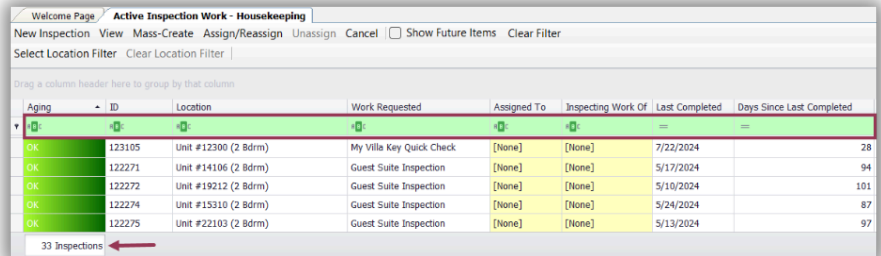 Welcome Page Active Inspection Work - Housekeeping
New Inspection View Mass-Create Assign/Reassign Unassign Cancel Show Future Items Clear Filter
Select Location Filter Clear Location Filter
Drag a column header here to group by that column
Aging ID Location Work Requested Assigned To Inspecting Work Of Last Completed Days Since Last Completed
ABC ABC ABC ABC ABC ABC = =
OK 123105 Unit #12300 (2 Bdrm) My Villa Key Quick Check [None] [None] 7/22/2024 28
OK 122271 Unit #14106 (2 Bdrm) Guest Suite Inspection [None] [None] 5/17/2024 94
OK 122272 Unit #19212 (2 Bdrm) Guest Suite Inspection [None] [None] 5/10/2024 101
OK 122274 Unit #15310 (2 Bdrm) Guest Suite Inspection [None] [None] 5/24/2024 87
OK 122275 Unit #22103 (2 Bdrm) Guest Suite Inspection [None] [None] 5/13/2024 97
33 Inspections